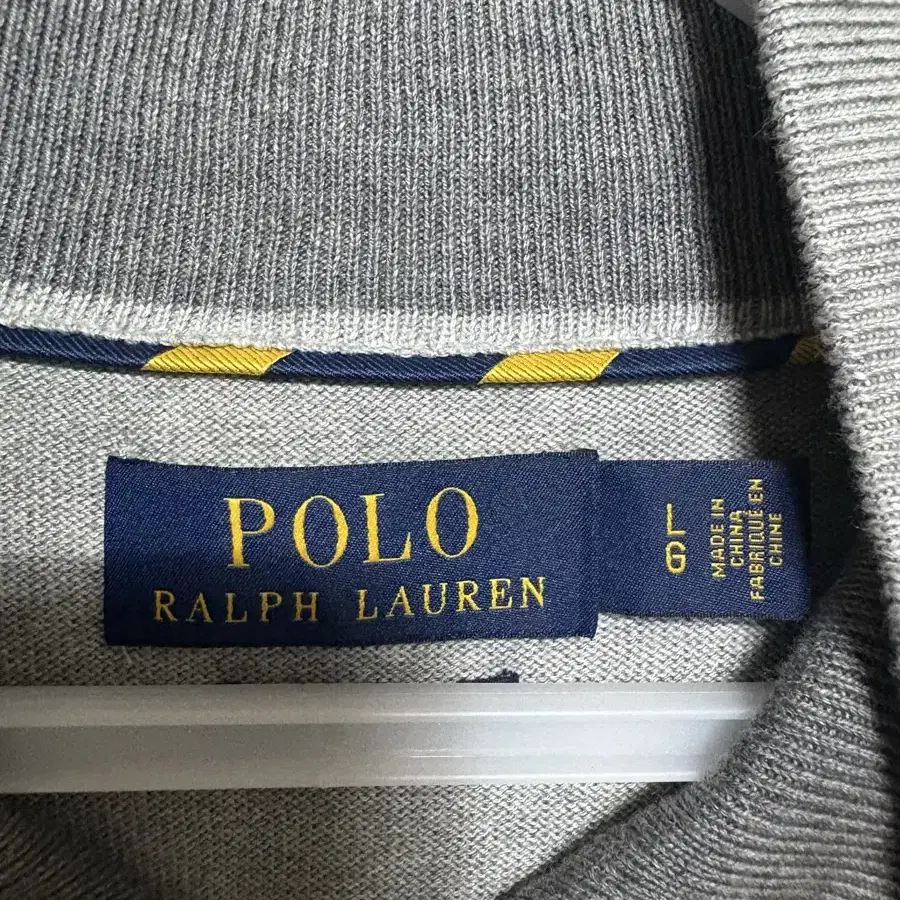 POLO
RALPH LAUREN
L
G
MADE IN
CHINA
FABRIQUÉ EN
CHINE